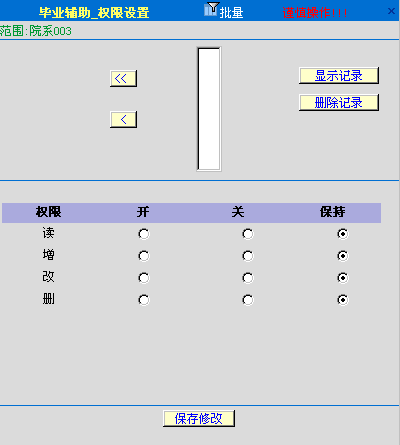 毕业辅助_权限设置 批量
范围:院系003
<<
<
显示记录
删除记录
权限 开 关 保持
读
增
改
删
保存修改